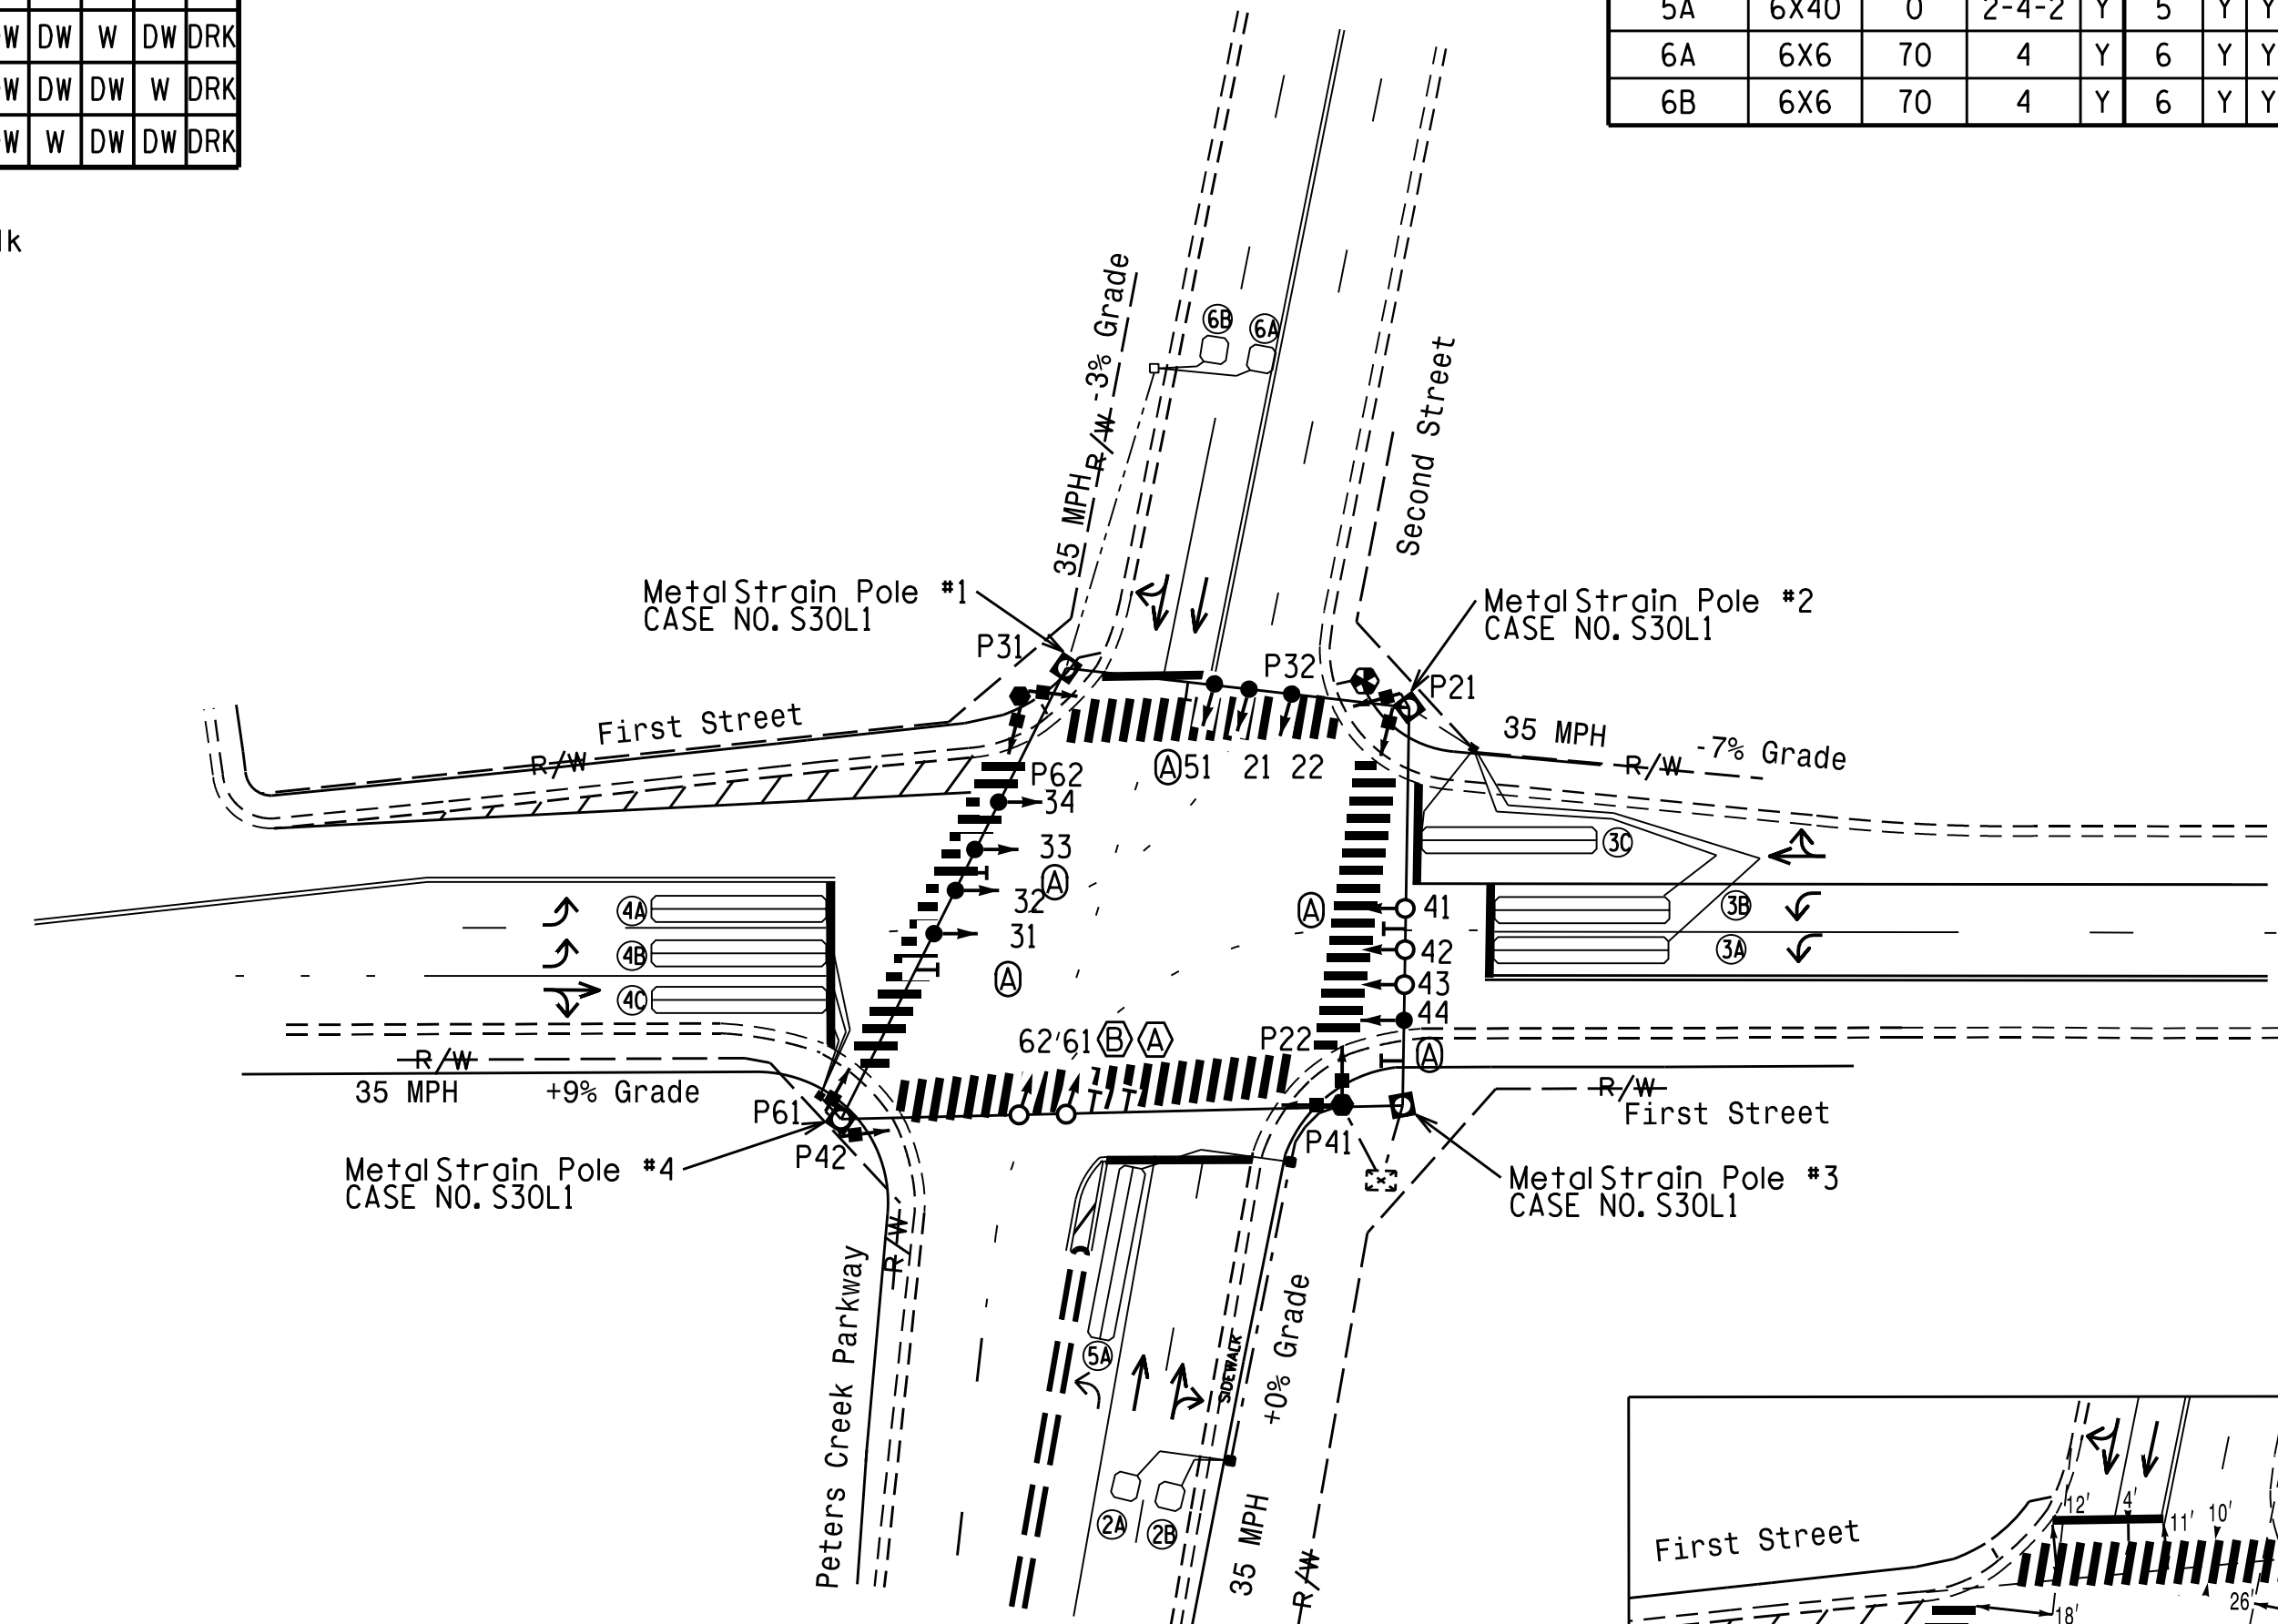 W DW W DW DRK
W DW DW W DRK
W W DW DW DRK
lk
5A 6X40 0 2-4-2 Y 5 Y Y
6A 6X6 70 4 Y 6 Y Y
6B 6X6 70 4 Y 6 Y Y
6B 6A
35 MPH -3% Grade
R/W
Second Street
Metal Strain Pole #1
CASE NO. S30L1
Metal Strain Pole #2
CASE NO. S30L1
P31
P32
P21
First Street
R/W
35 MPH -7% Grade
R/W
P62
A 51 21 22
34
33
A
32
31
A
3C
3B
3A
4A
4B
4C
A
41
42
43
44
A
62' 61 B A
P22
R/W
35 MPH +9% Grade
R/W
First Street
P61
P42
P41
Metal Strain Pole #4
CASE NO. S30L1
Metal Strain Pole #3
CASE NO. S30L1
R/W
Peters Creek Parkway
5A
SIDEWALK
+0% Grade
35 MPH
R/W
2A 2B
First Street
12' 4' 11' 10'
18' 26'